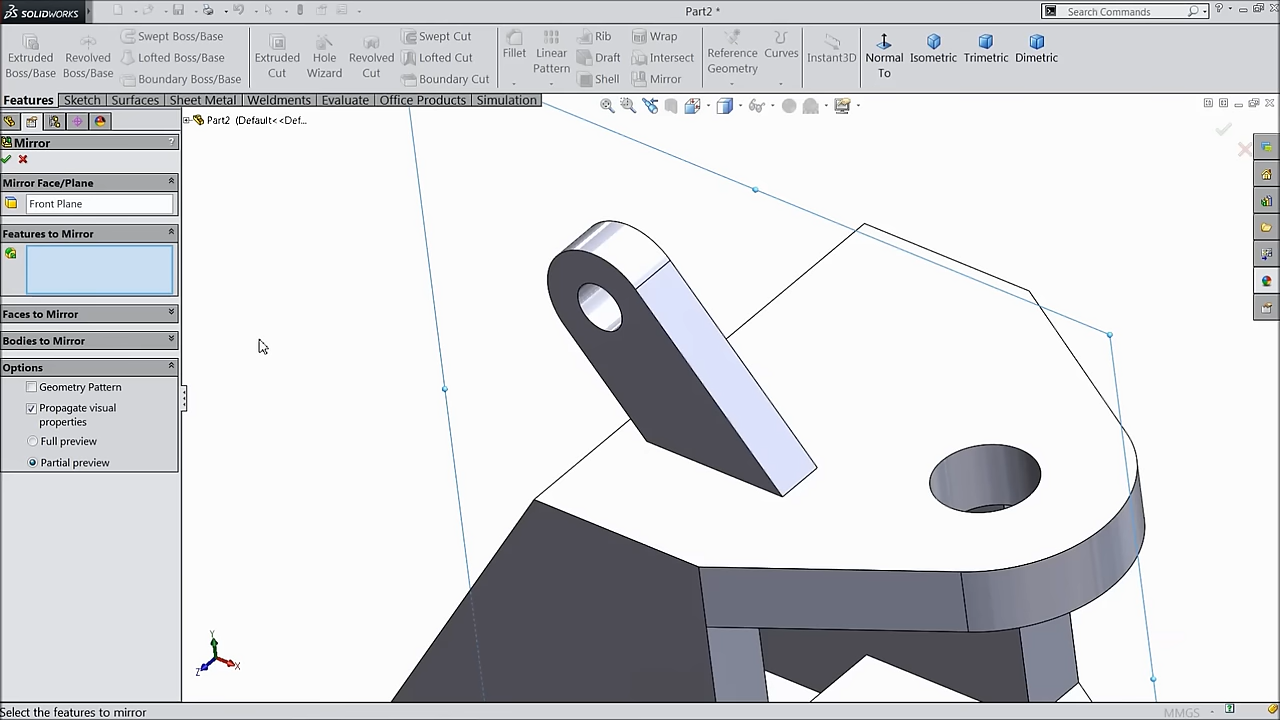 SOLIDWORKS
Part2 *
Search Commands
?
Extruded Boss/Base
Revolved Boss/Base
Swept Boss/Base
Lofted Boss/Base
Boundary Boss/Base
Extruded Cut
Hole Wizard
Revolved Cut
Swept Cut
Lofted Cut
Boundary Cut
Fillet
Linear Pattern
Rib
Draft
Shell
Wrap
Intersect
Mirror
Reference Geometry
Curves
Instant3D
Normal To
Isometric
Trimetric
Dimetric
Features
Sketch
Surfaces
Sheet Metal
Weldments
Evaluate
Office Products
Simulation
Part2 (Default<<Def...
Mirror
?
Mirror Face/Plane
Front Plane
Features to Mirror
Faces to Mirror
Bodies to Mirror
Options
Geometry Pattern
Propagate visual
properties
Full preview
Partial preview
Y
Z
X
Select the features to mirror
MMGS